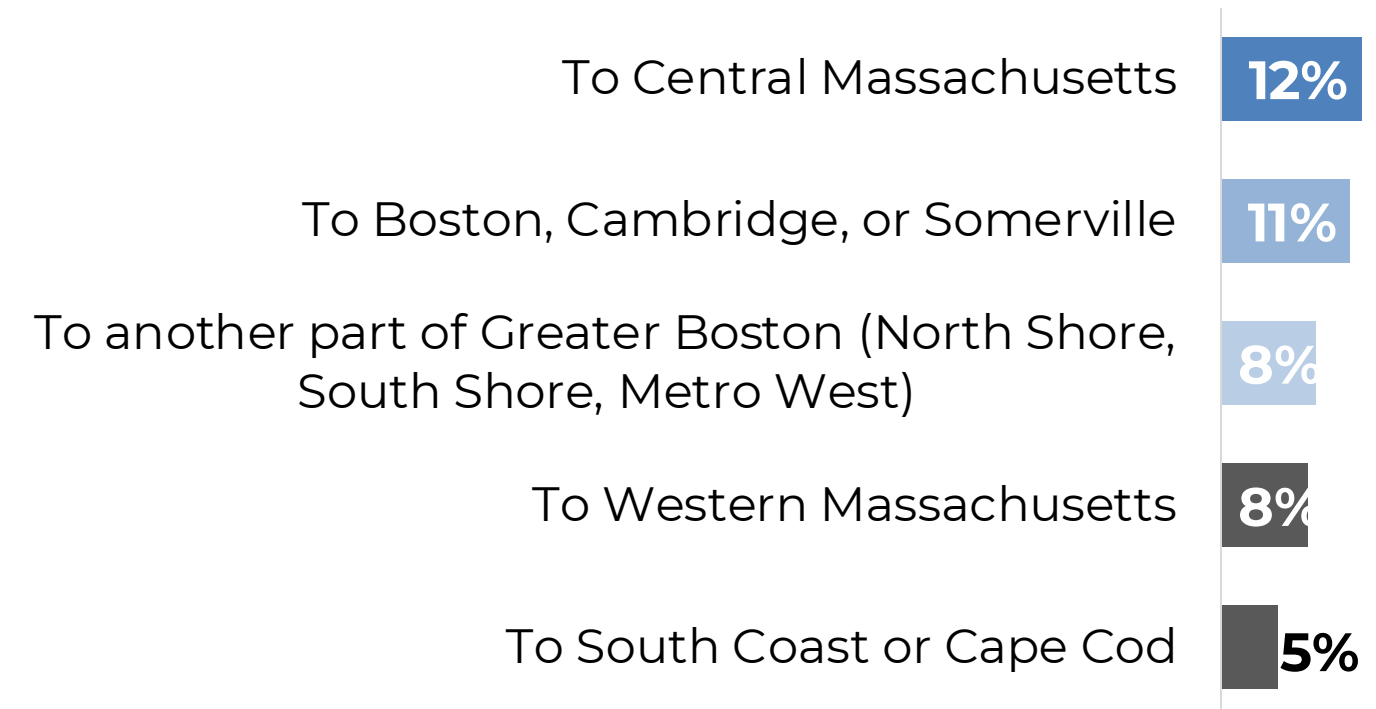 To Central Massachusetts 12%
To Boston, Cambridge, or Somerville 11%
To another part of Greater Boston (North Shore,
South Shore, Metro West) 8%
To Western Massachusetts 8%
To South Coast or Cape Cod 5%